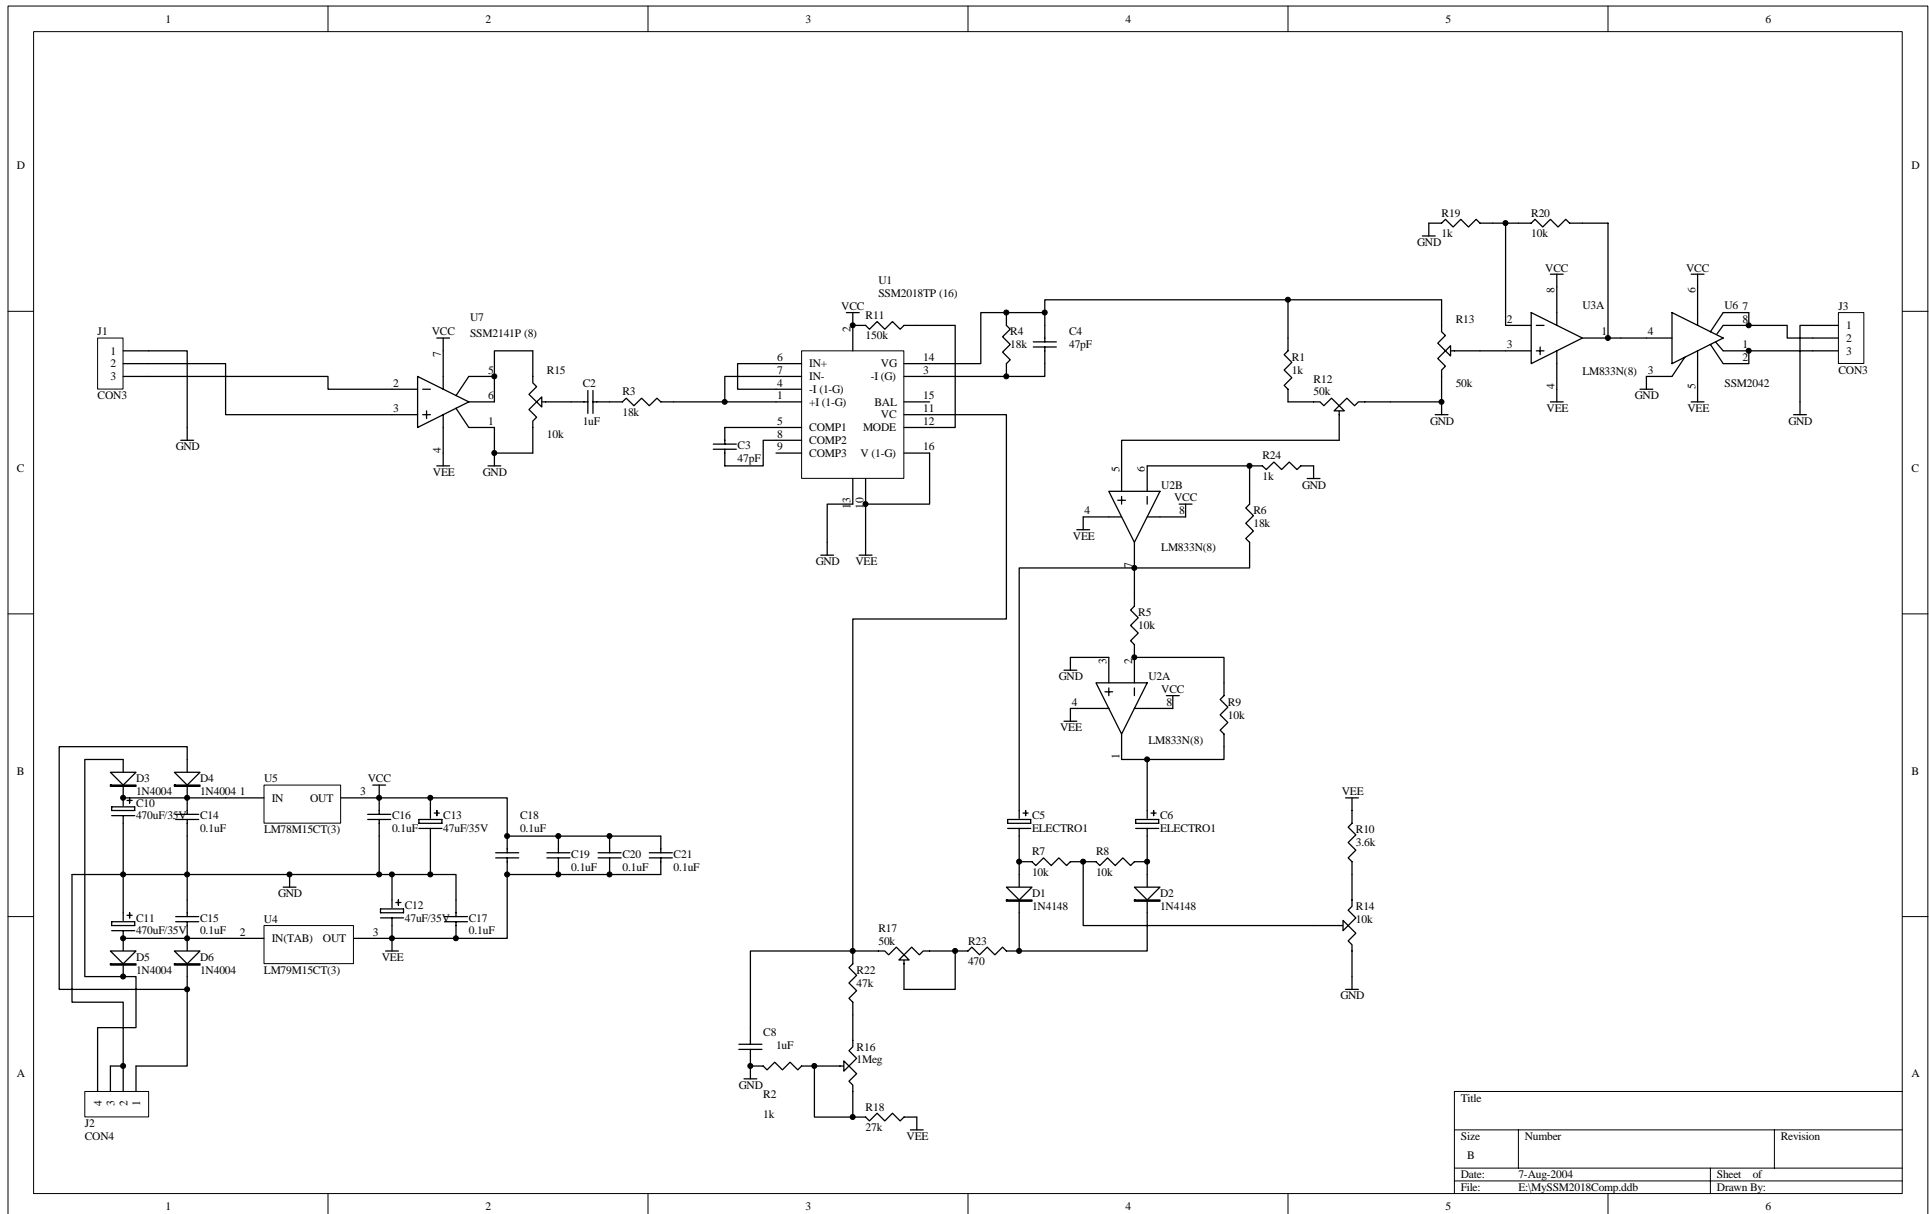 1 2 3 4 5 6
D D
C C
B B
A A
J1
1
2
3
CON3
GND
U7
SSM2141P (8)
VCC
7
2
3
5
6
1
4
VEE
GND
R15
10k
C2
1uF
R3
18k
U1
SSM2018TP (16)
VCC
2
R11
150k
6 IN+
7 IN-
4 -I (1-G)
1 +I (1-G)
5 COMP1
8 COMP2
9 COMP3
VG 14
-I (G) 3
BAL 15
VC 11
MODE 12
V (1-G) 16
C3
47pF
13
10
GND
VEE
R4
18k
C4
47pF
R1
1k
R12
50k
R13
50k
GND
R19
1k
GND
R20
10k
VCC
8
U3A
2
3
1
4
LM833N(8)
VEE
VCC
6
U6
7
8
1
2
4
3
5
GND
VEE
SSM2042
J3
1
2
3
CON3
GND
5
6
U2B
VCC
8
4
VEE
7
LM833N(8)
R24
1k
GND
R6
18k
R5
10k
GND
3
2
U2A
VCC
8
4
VEE
1
LM833N(8)
R9
10k
C5
ELECTRO1
C6
ELECTRO1
R7
10k
R8
10k
D1
1N4148
D2
1N4148
VEE
R10
3.6k
R14
10k
GND
R17
50k
R23
470
R22
47k
C8
1uF
GND
R2
1k
R16
1Meg
R18
27k
VEE
D3
1N4004
D4
1N4004
1
U5
IN OUT
LM78M15CT(3)
3
VCC
C10
470uF/35V
C14
0.1uF
C16
0.1uF
C13
47uF/35V
C18
0.1uF
C19
0.1uF
C20
0.1uF
C21
0.1uF
GND
C11
470uF/35V
C15
0.1uF
2
U4
IN(TAB) OUT
LM79M15CT(3)
3
VEE
C12
47uF/35V
C17
0.1uF
D5
1N4004
D6
1N4004
4 3 2 1
J2
CON4
Title
Size
B
Number
Revision
Date: 7-Aug-2004
Sheet of
File: E:\MySSM2018Comp.ddb
Drawn By:
1 2 3 4 5 6